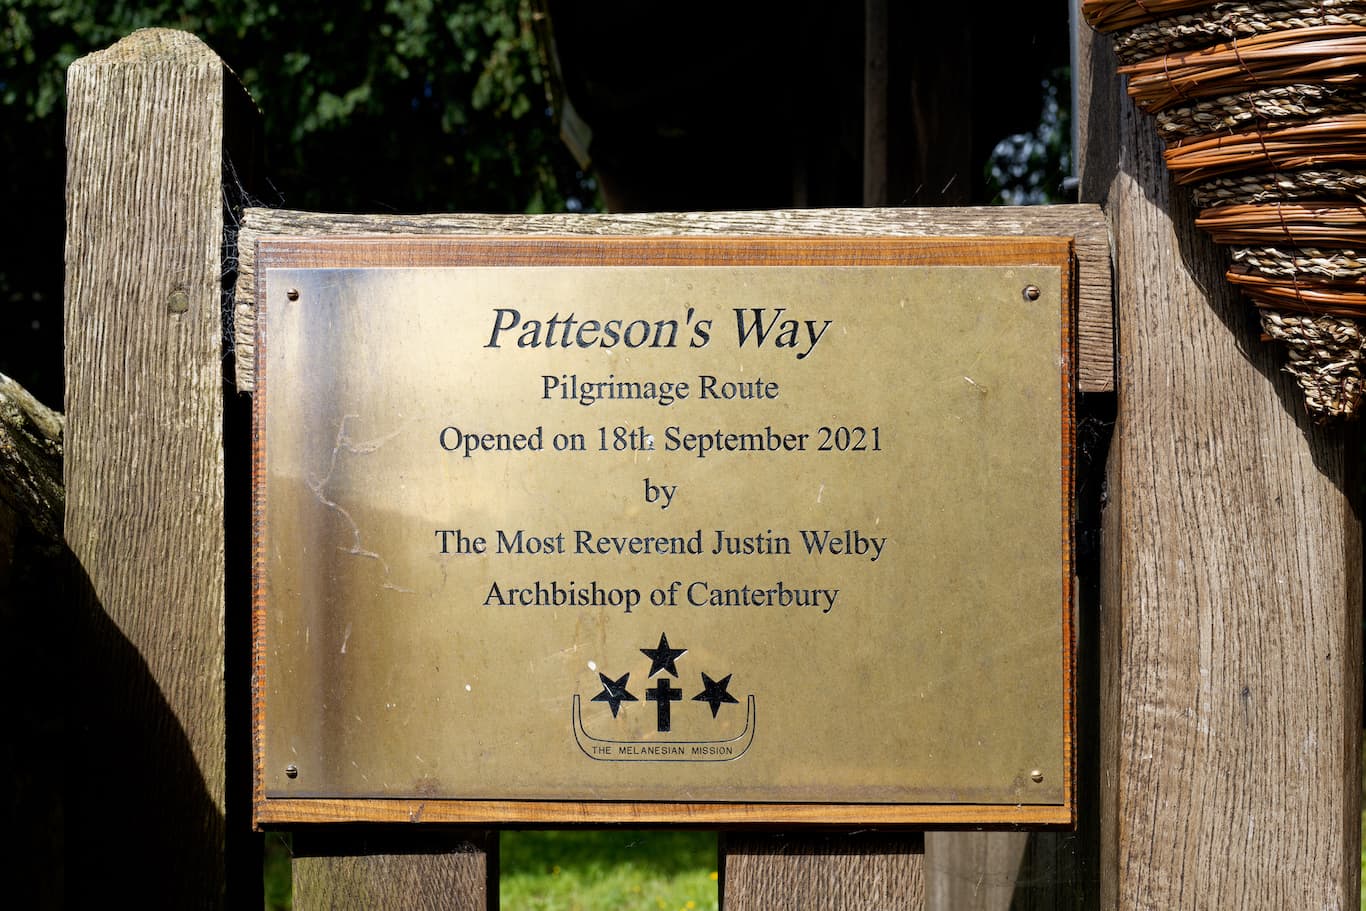 Patteson's Way
Pilgrimage Route
Opened on 18th September 2021
by
The Most Reverend Justin Welby
Archbishop of Canterbury
THE MELANESIAN MISSION